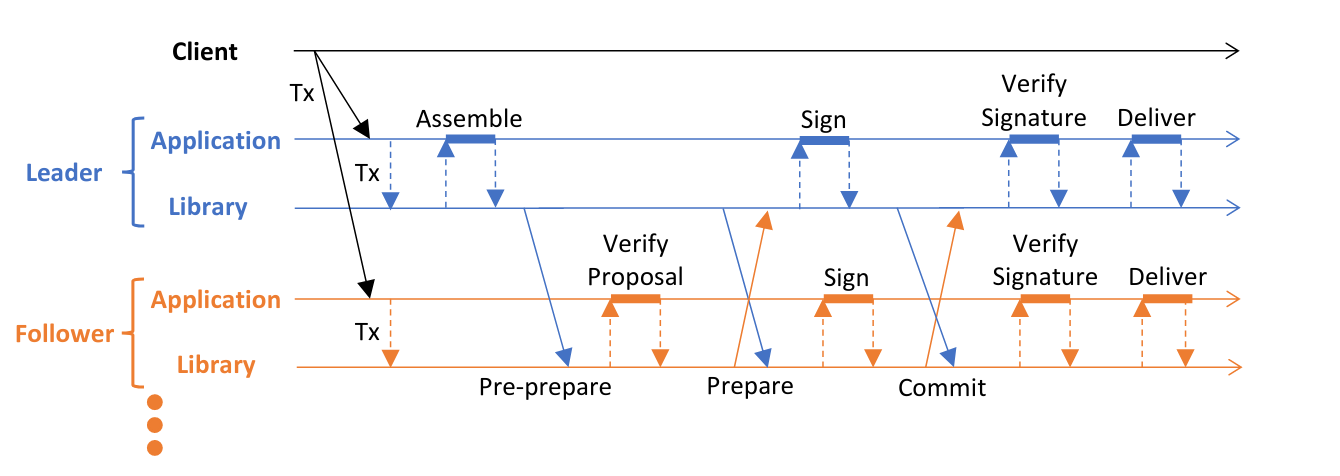 Client
Tx
Verify
Signature
Assemble
Sign
Deliver
Application
Leader
Tx
Library
Verify
Proposal
Verify
Signature
Sign
Deliver
Application
Follower
Tx
Library
Pre-prepare
Prepare
Commit